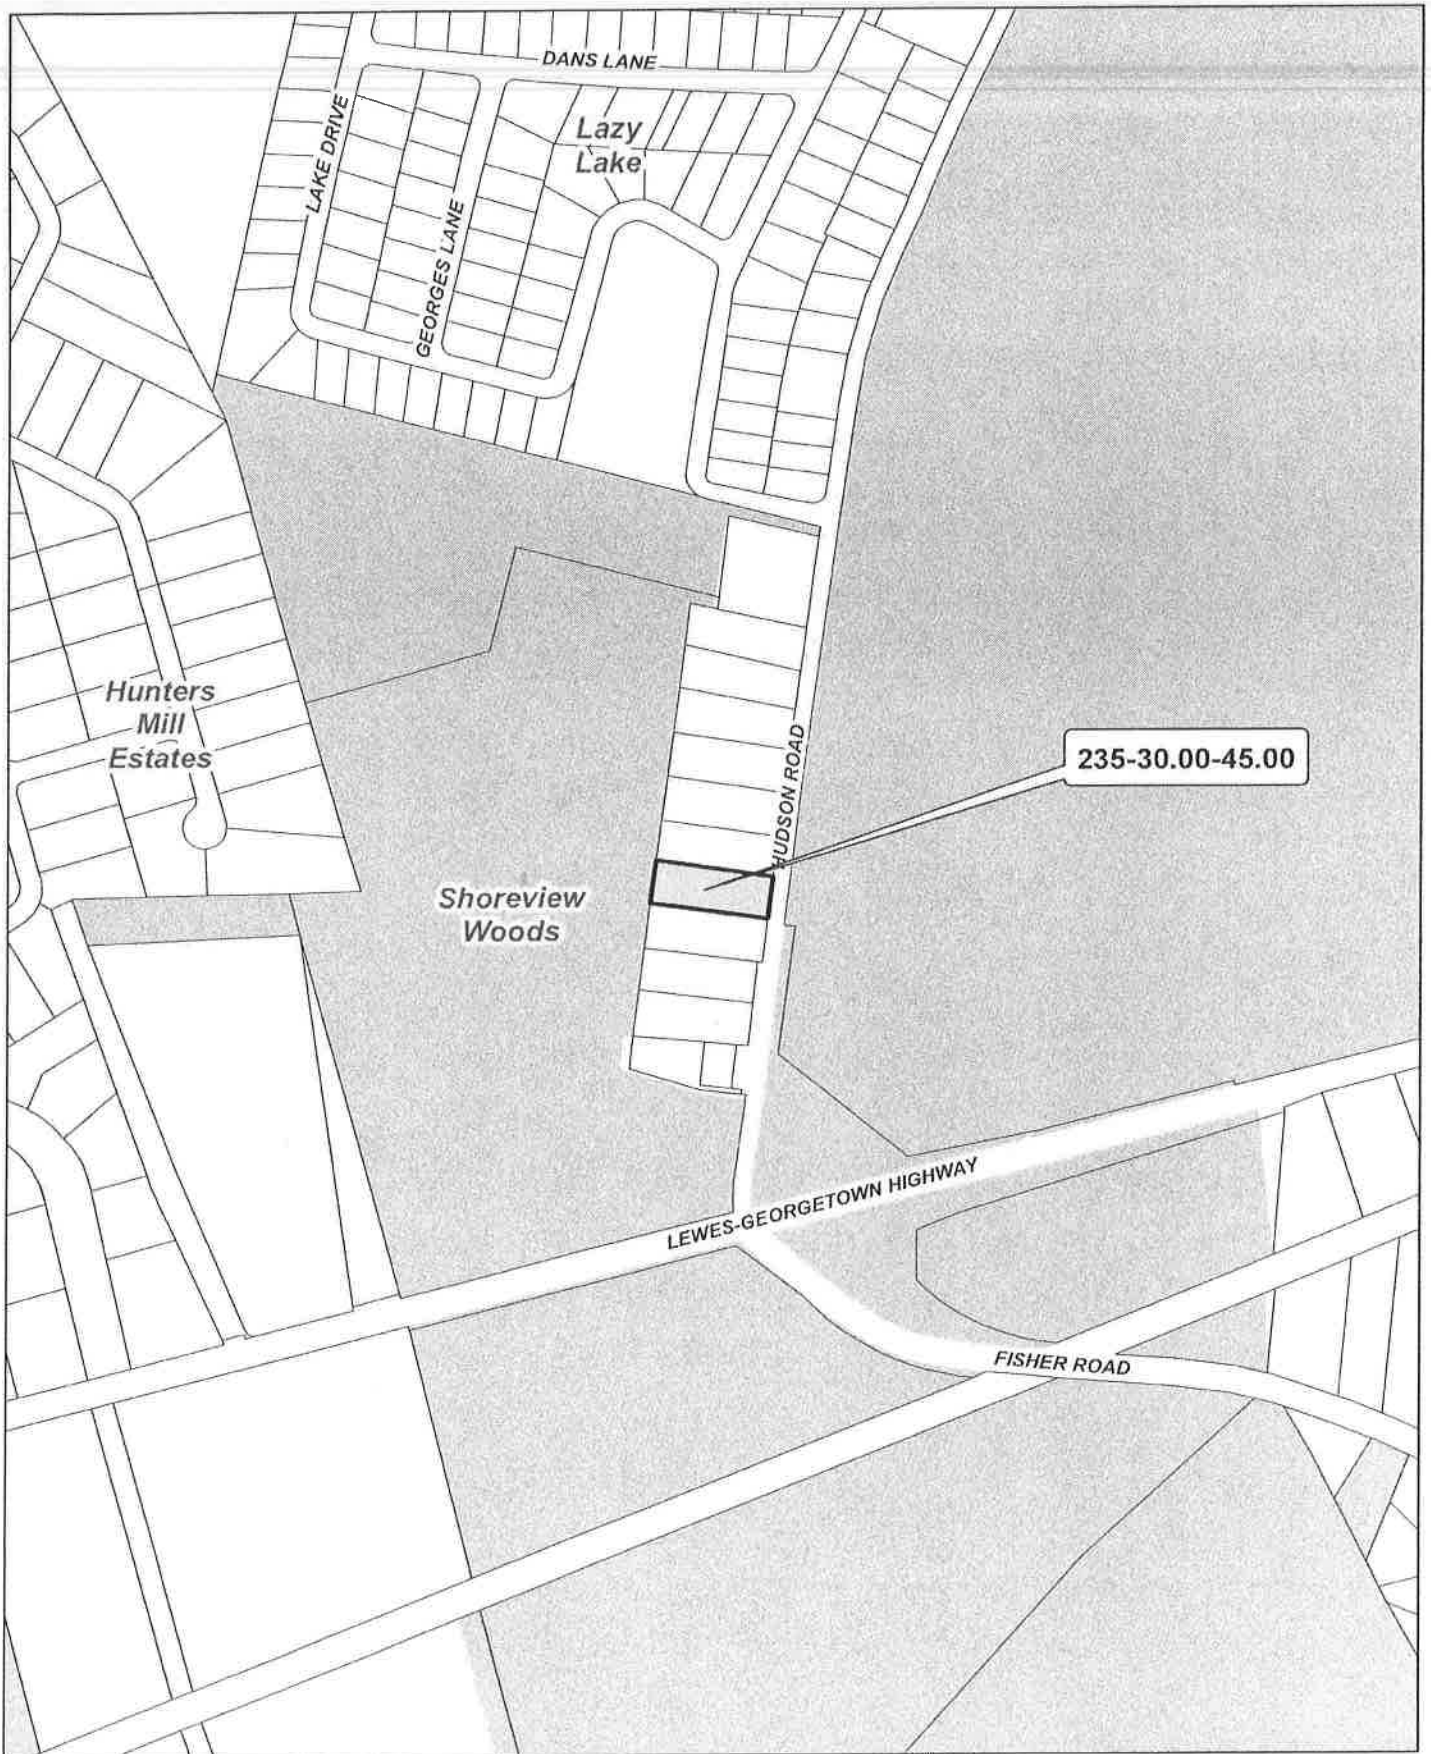 DANS LANE
Lazy
Lake
LAKE DRIVE
GEORGES LANE
Hunters
Mill
Estates
HUDSON ROAD
235-30.00-45.00
Shoreview
Woods
LEWES-GEORGETOWN HIGHWAY
FISHER ROAD